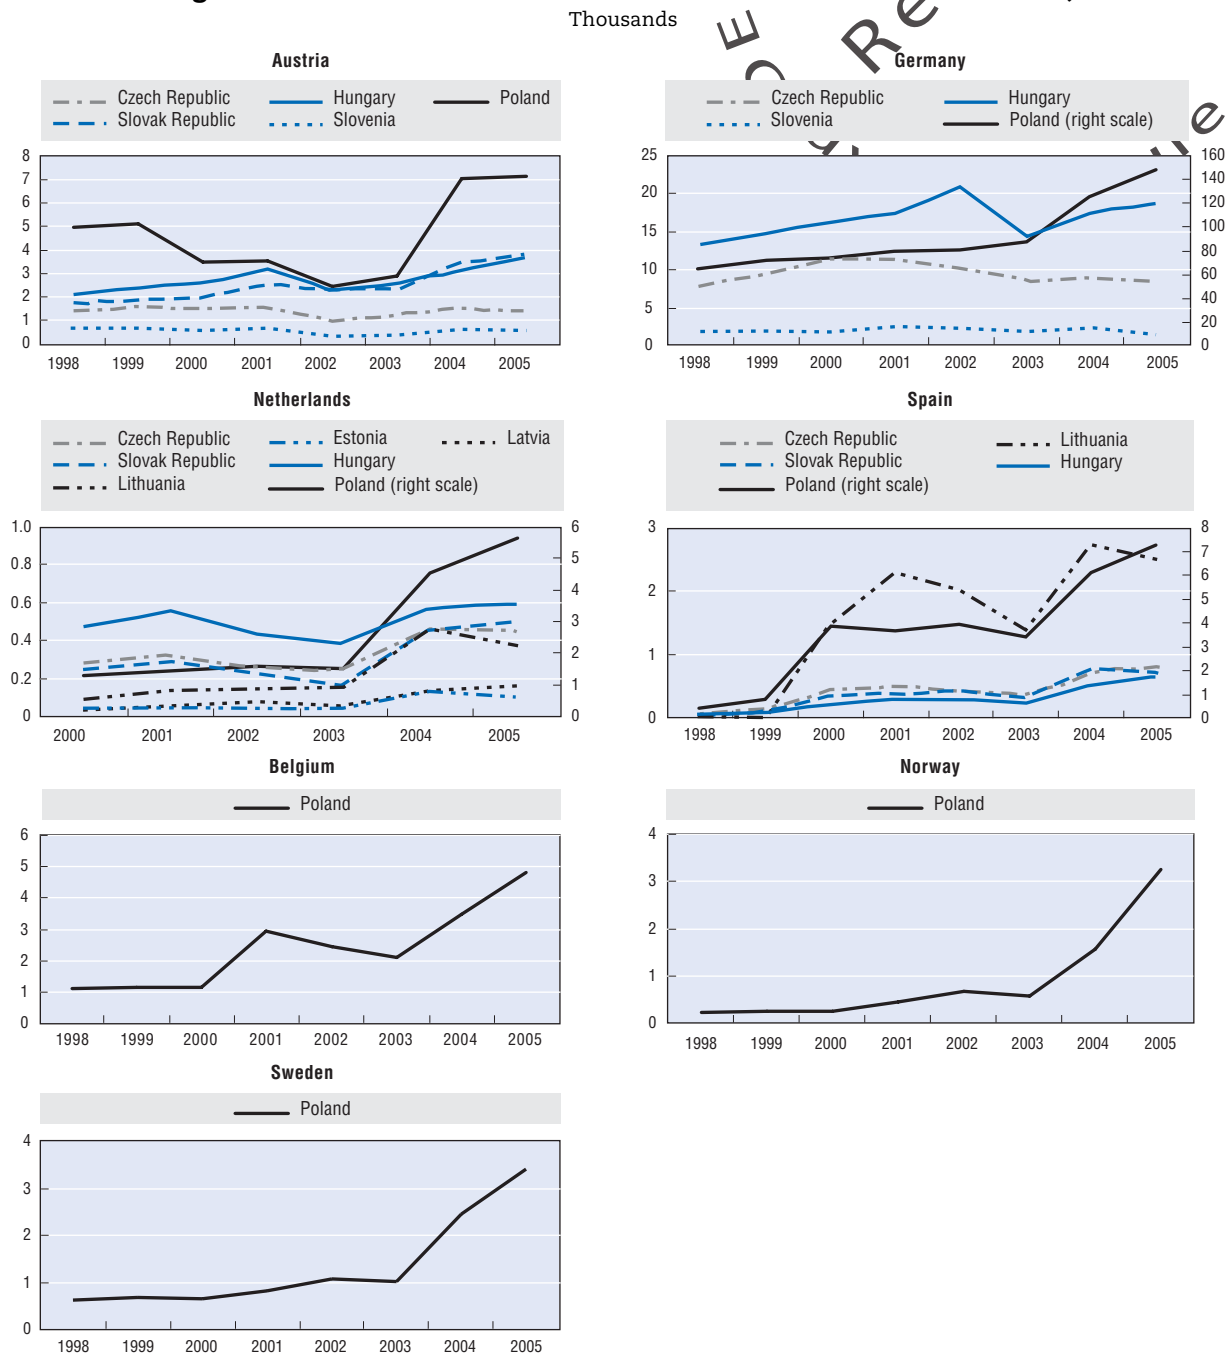 Thousands
Austria
Czech Republic Hungary Poland
Slovak Republic Slovenia
8
7
6
5
4
3
2
1
0
1998 1999 2000 2001 2002 2003 2004 2005
Germany
Czech Republic Hungary
Slovenia Poland (right scale)
25 160
140
20 120
100
15
80
10 60
40
5
20
0 0
1998 1999 2000 2001 2002 2003 2004 2005
Netherlands
Czech Republic Estonia Latvia
Slovak Republic Hungary
Lithuania Poland (right scale)
1.0 6
5
0.8
4
0.6
3
0.4
2
0.2
1
0 0
2000 2001 2002 2003 2004 2005
Spain
Czech Republic Lithuania
Slovak Republic Hungary
Poland (right scale)
3 8
7
6
2
5
4
3
1
2
1
0 0
1998 1999 2000 2001 2002 2003 2004 2005
Belgium
Poland
6
5
4
3
2
1
0
1998 1999 2000 2001 2002 2003 2004 2005
Norway
Poland
4
3
2
1
0
1998 1999 2000 2001 2002 2003 2004 2005
Sweden
Poland
4
3
2
1
0
1998 1999 2000 2001 2002 2003 2004 2005